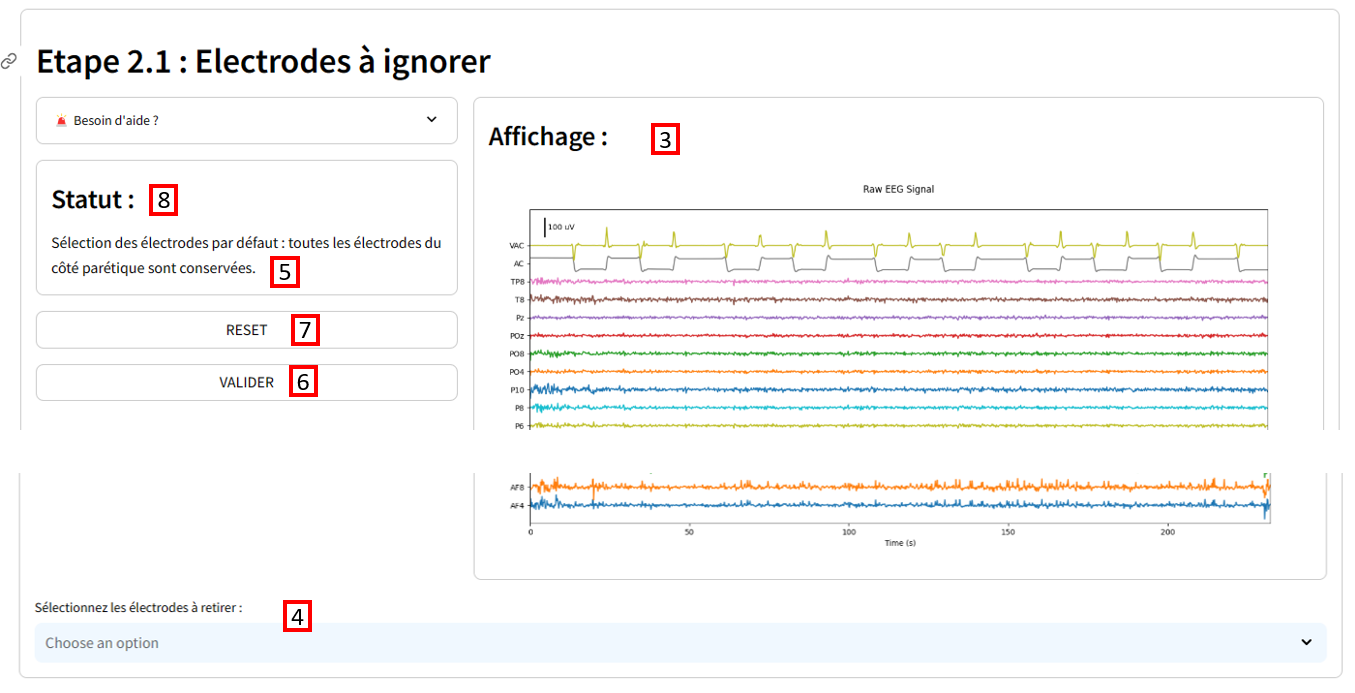 Etape 2.1 : Electrodes à ignorer
Besoin d'aide ?
Statut : 8
Sélection des électrodes par défaut : toutes les électrodes du
côté parétique sont conservées. 5
RESET 7
VALIDER 6
Affichage : 3
Raw EEG Signal
100 uV
VAC
AC
TP8
T8
Pz
POz
PO8
PO4
P10
P8
P6
AF8
AF4
0 50 100 150 200
Time (s)
Sélectionnez les électrodes à retirer : 4
Choose an option